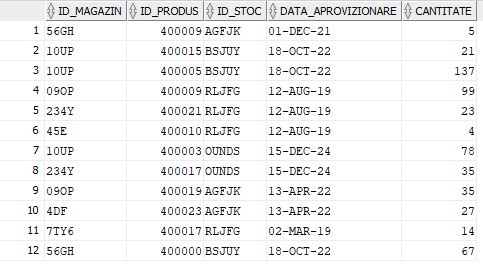 ID_MAGAZIN ID_PRODUS ID_STOC DATA_APROVIZIONARE CANTITATE
1 56GH 400009 AGFJK 01-DEC-21 5
2 10UP 400015 BSJUY 18-OCT-22 21
3 10UP 400005 BSJUY 18-OCT-22 137
4 09OP 400009 RLJFG 12-AUG-19 99
5 234Y 400021 RLJFG 12-AUG-19 23
6 45E 400010 RLJFG 12-AUG-19 4
7 10UP 400003 OUNDS 15-DEC-24 78
8 234Y 400017 OUNDS 15-DEC-24 35
9 09OP 400019 AGFJK 13-APR-22 35
10 4DF 400023 AGFJK 13-APR-22 27
11 7TY6 400017 RLJFG 02-MAR-19 14
12 56GH 400000 BSJUY 18-OCT-22 67